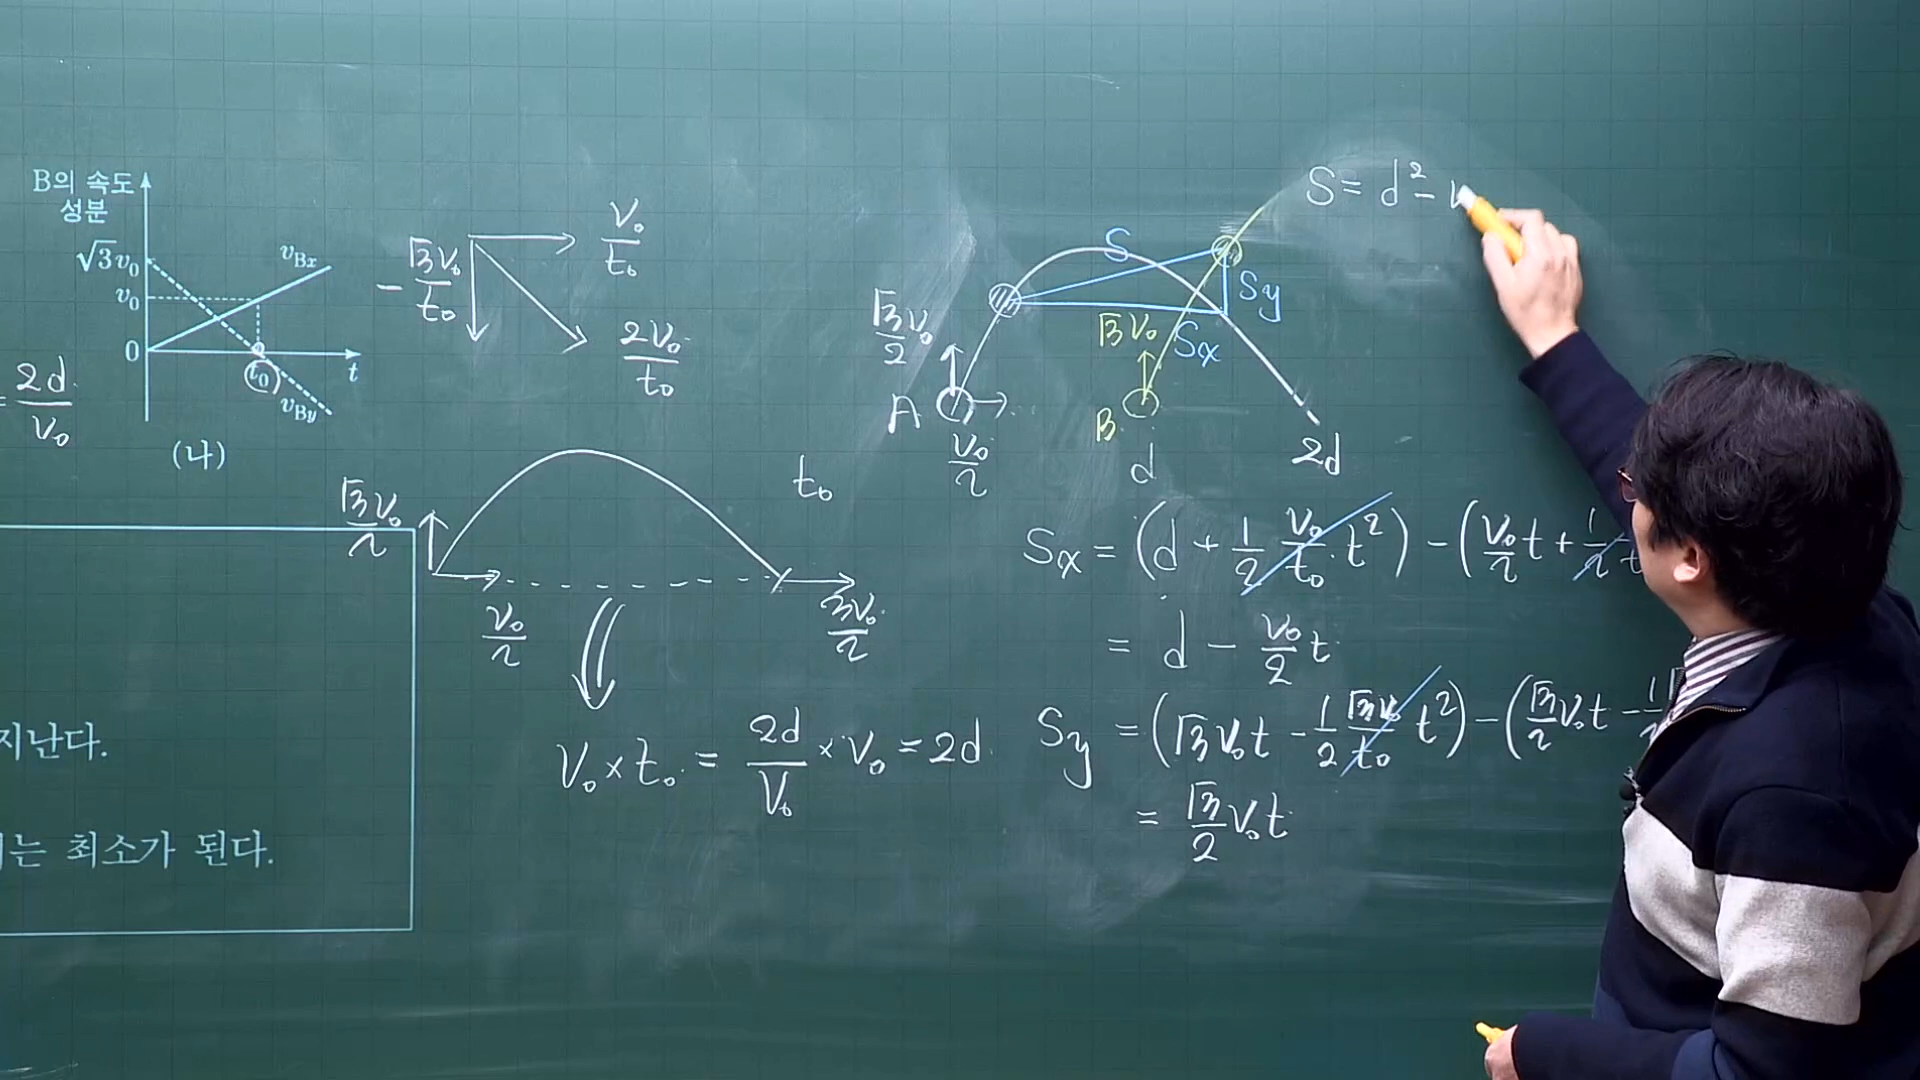 B의 속도 성분
√3v₀
v₀
0
v_Bx
v_By
t₀
t
(나)
= 2d/v₀
지난다.
는 최소가 된다.
v₀/t₀
-√3v₀/t₀
2v₀/t₀
√3v₀/2
v₀/2
3v₀/2
t₀
v₀×t₀ = 2d/v₀ × v₀ = 2d
S = d² -
S
Sy
Sx
√3v₀/2
√3v₀
A
B
v₀/2
d
2d
Sx = (d + 1/2 v₀/t₀ · t²) - (v₀/2 t + 1/2
= d - v₀/2 t
Sy = (√3v₀t - 1/2 √3v₀/t₀ t²) - (√3/2 v₀t - 1
= √3/2 v₀t